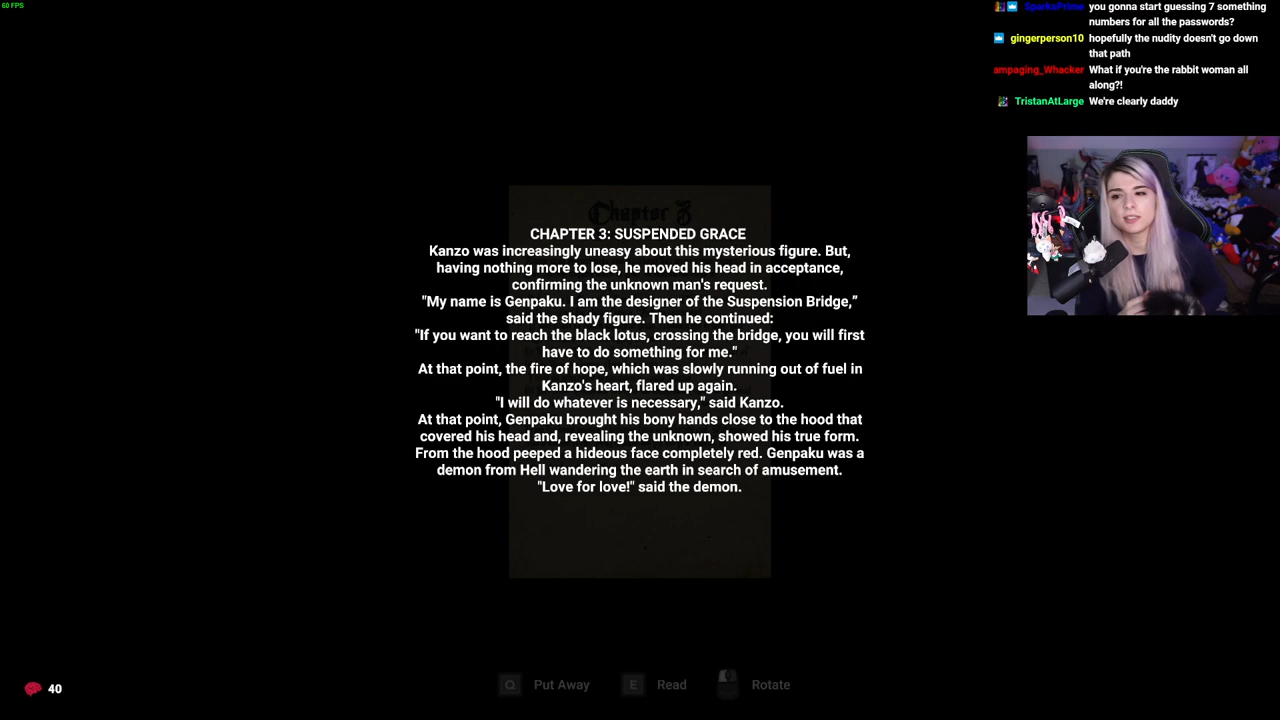 60 FPS
SparksPrime you gonna start guessing 7 something
numbers for all the passwords?
gingerperson10 hopefully the nudity doesn't go down
that path
ampaging_Whacker What if you're the rabbit woman all
along?!
TristanAtLarge We're clearly daddy
Chapter 3
CHAPTER 3: SUSPENDED GRACE
Kanzo was increasingly uneasy about this mysterious figure. But,
having nothing more to lose, he moved his head in acceptance,
confirming the unknown man's request.
"My name is Genpaku. I am the designer of the Suspension Bridge,”
said the shady figure. Then he continued:
"If you want to reach the black lotus, crossing the bridge, you will first
have to do something for me."
At that point, the fire of hope, which was slowly running out of fuel in
Kanzo's heart, flared up again.
"I will do whatever is necessary," said Kanzo.
At that point, Genpaku brought his bony hands close to the hood that
covered his head and, revealing the unknown, showed his true form.
From the hood peeped a hideous face completely red. Genpaku was a
demon from Hell wandering the earth in search of amusement.
"Love for love!" said the demon.
40
Q Put Away E Read Rotate